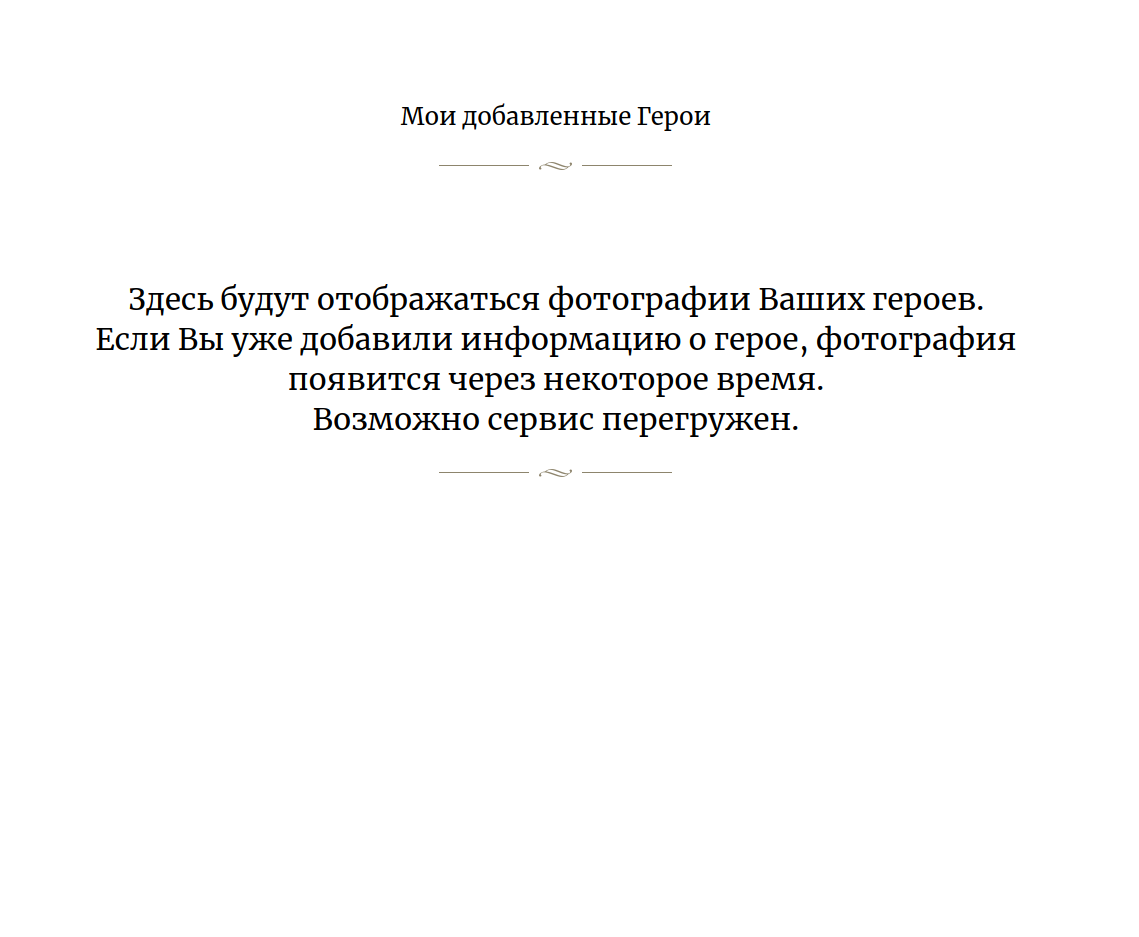 Мои добавленные Герои
Здесь будут отображаться фотографии Ваших героев.
Если Вы уже добавили информацию о герое, фотография
появится через некоторое время.
Возможно сервис перегружен.